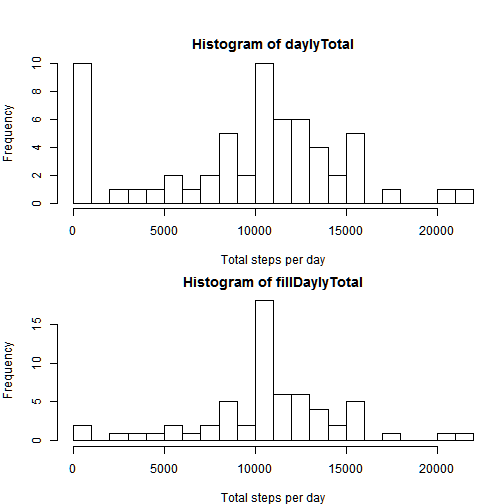 Histogram of daylyTotal
Frequency
0 2 4 6 8 10
0 5000 10000 15000 20000
Total steps per day
Histogram of fillDaylyTotal
Frequency
0 5 10 15
0 5000 10000 15000 20000
Total steps per day